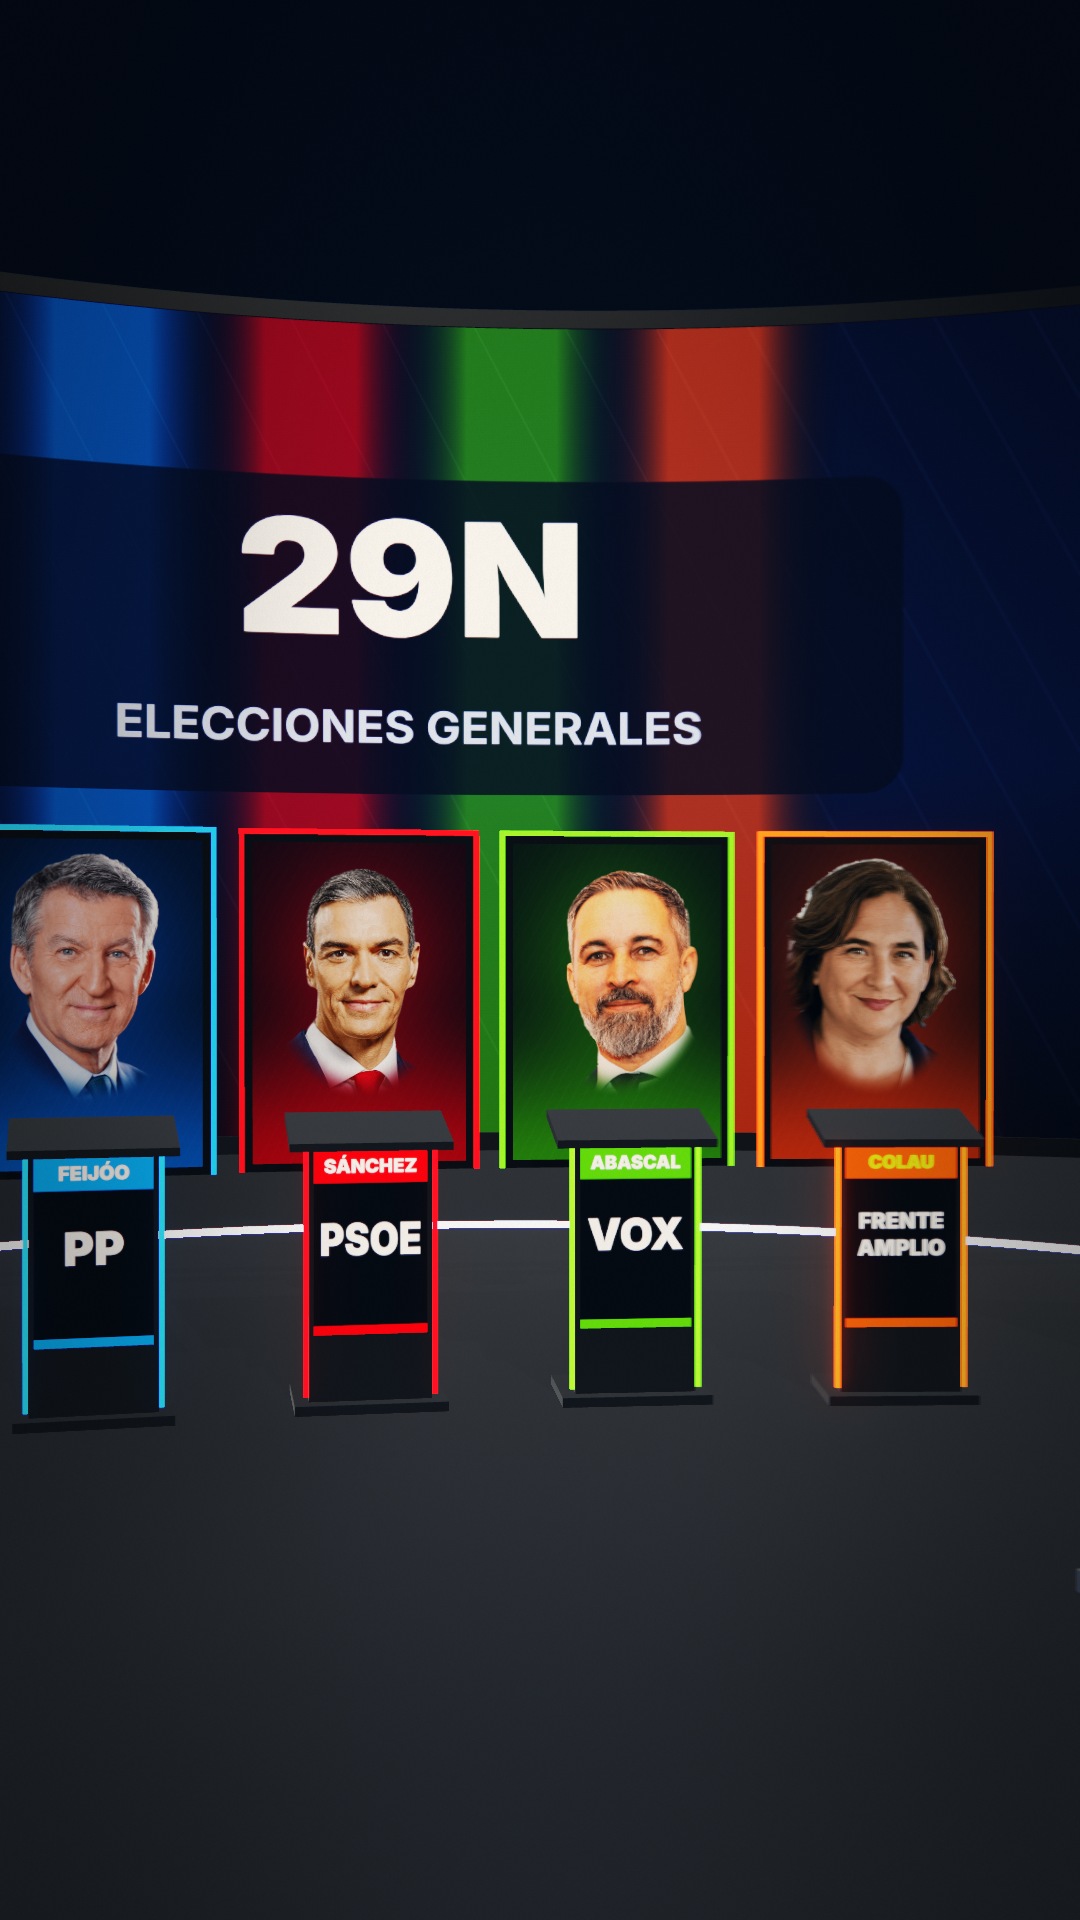 29N
ELECCIONES GENERALES
FEIJÓO
PP
SÁNCHEZ
PSOE
ABASCAL
VOX
COLAU
FRENTE
AMPLIO